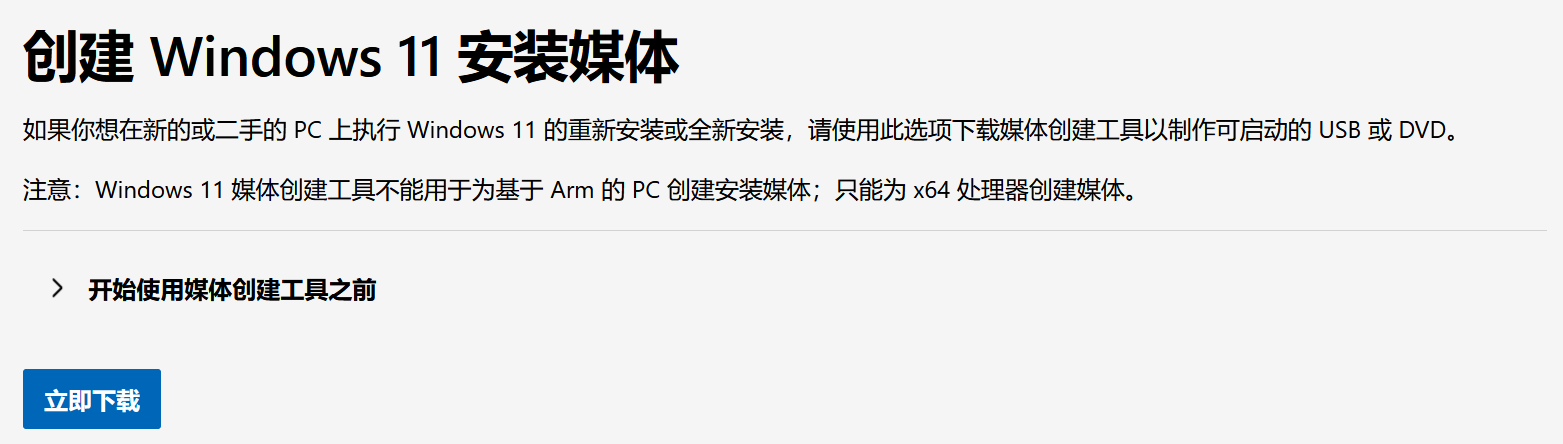 创建 Windows 11 安装媒体
如果你想在新的或二手的 PC 上执行 Windows 11 的重新安装或全新安装，请使用此选项下载媒体创建工具以制作可启动的 USB 或 DVD。
注意：Windows 11 媒体创建工具不能用于为基于 Arm 的 PC 创建安装媒体；只能为 x64 处理器创建媒体。
开始使用媒体创建工具之前
立即下载